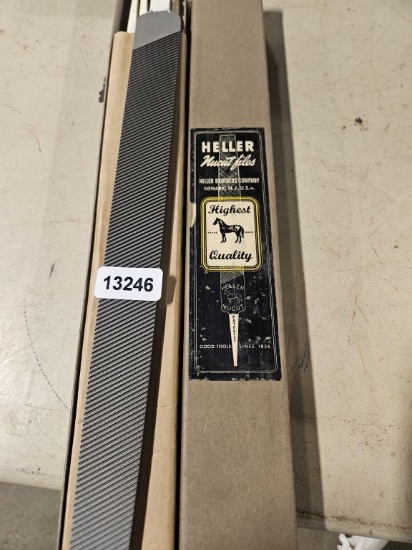 HELLER
Nucut files
HELLER BROTHERS COMPANY
NEWARK, N.J., U.S.A.
Highest
Quality
HELLER
NUCUT
GOOD TOOLS SINCE 1836
13246